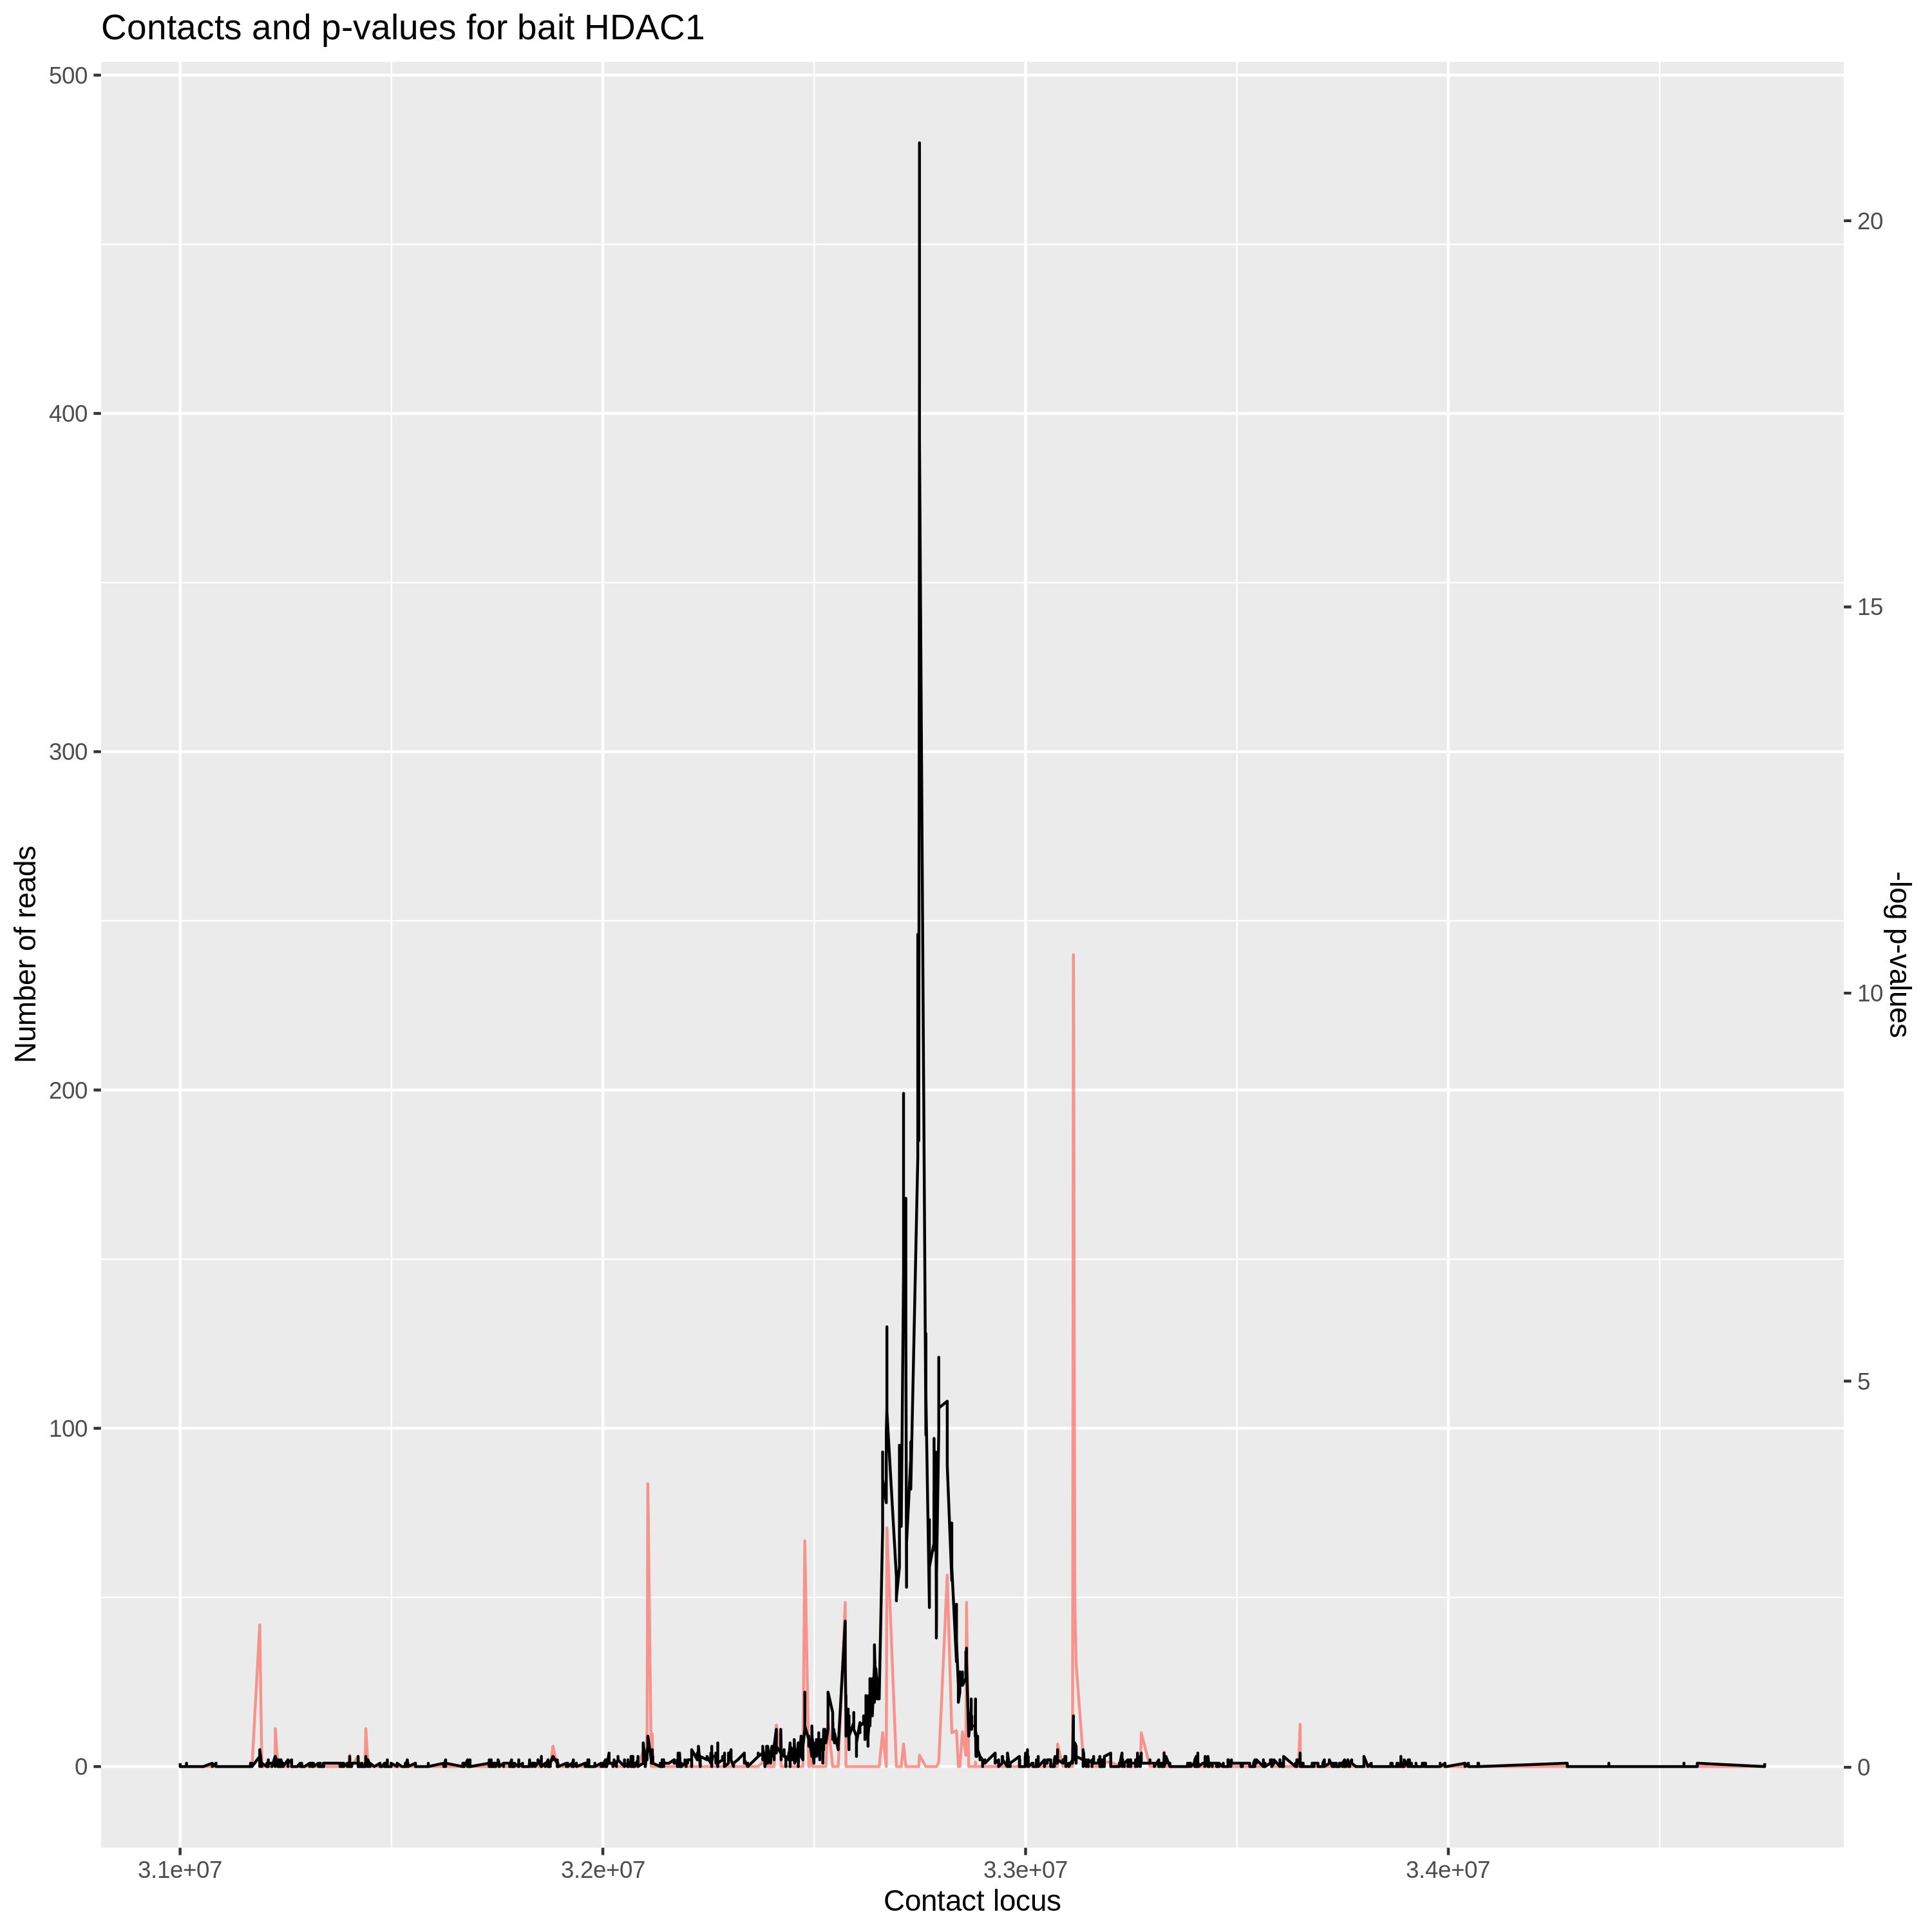 Contacts and p-values for bait HDAC1
500
400
300
200
100
0
Number of reads
20
15
10
5
0
-log p-values
3.1e+07
3.2e+07
3.3e+07
3.4e+07
Contact locus